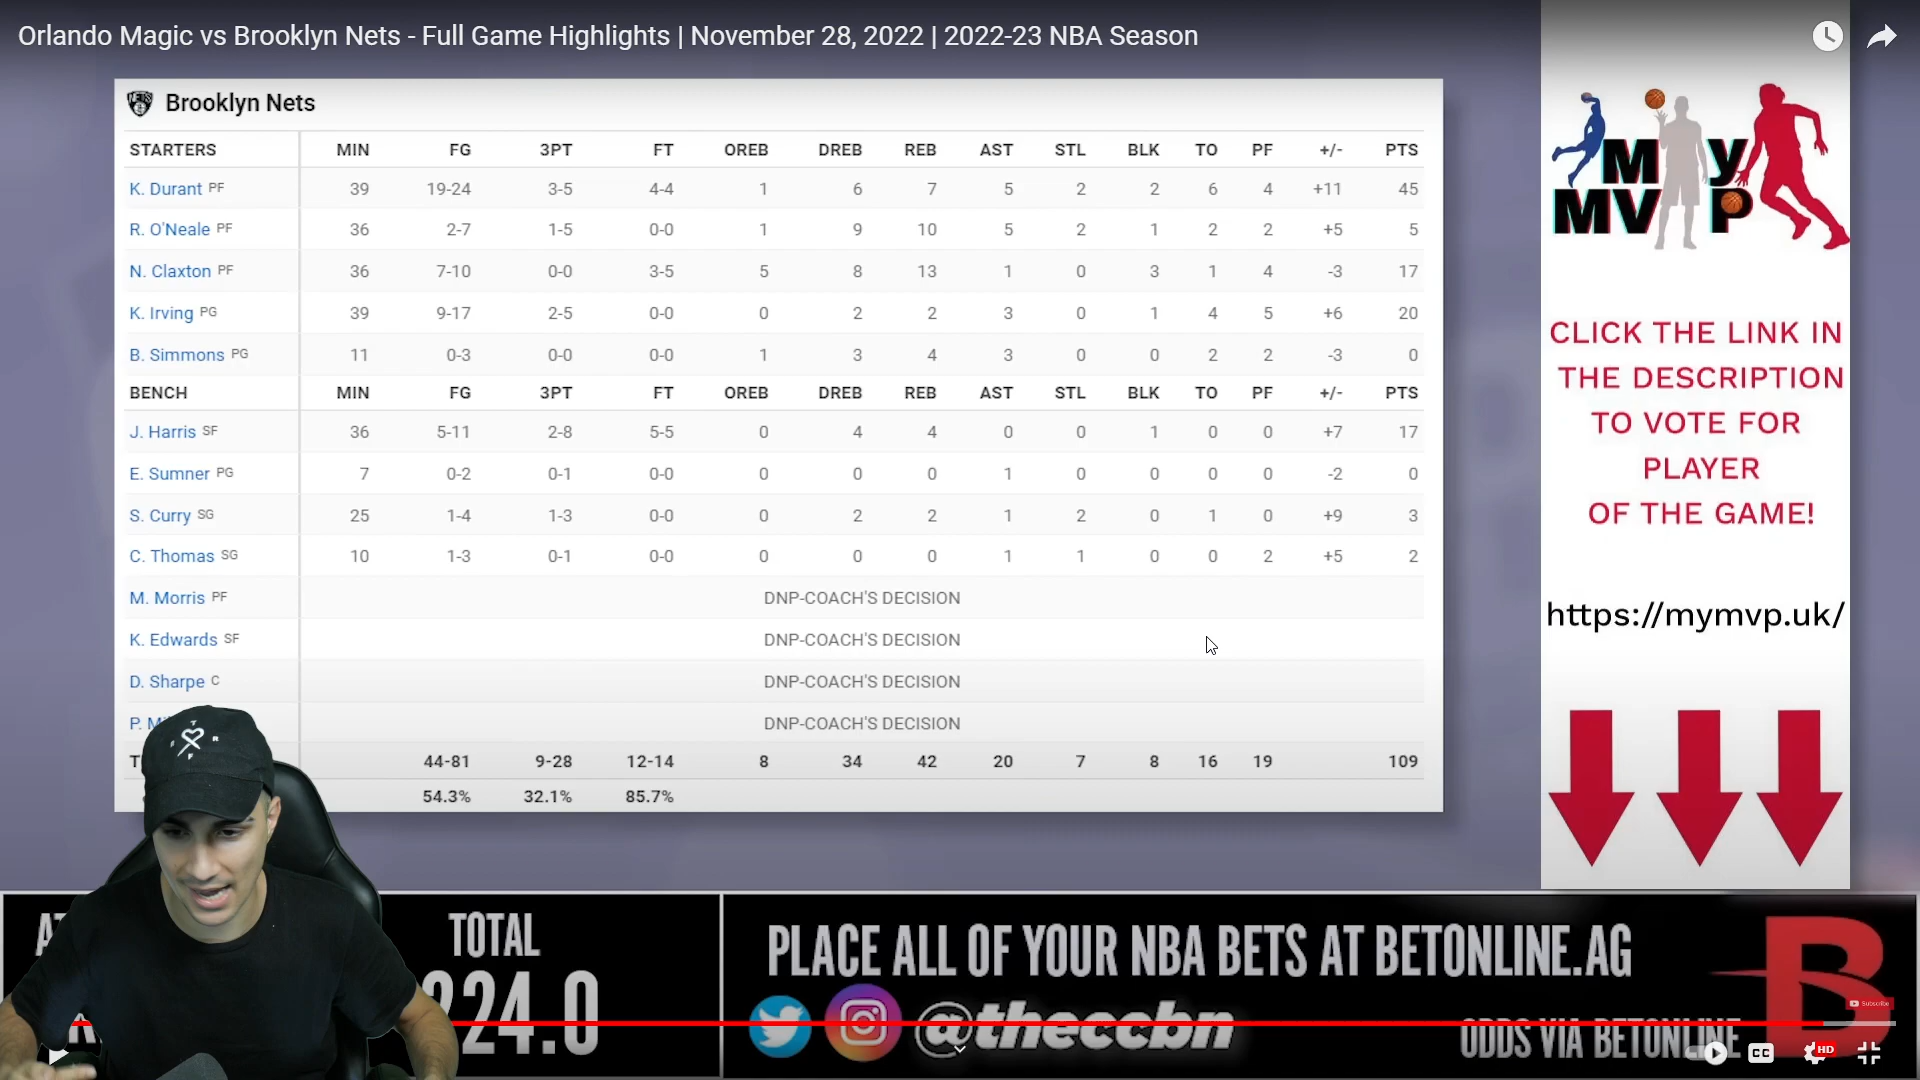 Orlando Magic vs Brooklyn Nets - Full Game Highlights | November 28, 2022 | 2022-23 NBA Season
NETS Brooklyn Nets
STARTERS MIN FG 3PT FT OREB DREB REB AST STL BLK TO PF +/- PTS
K. Durant PF 39 19-24 3-5 4-4 1 6 7 5 2 2 6 4 +11 45
R. O'Neale PF 36 2-7 1-5 0-0 1 9 10 5 2 1 2 2 +5 5
N. Claxton PF 36 7-10 0-0 3-5 5 8 13 1 0 3 1 4 -3 17
K. Irving PG 39 9-17 2-5 0-0 0 2 2 3 0 1 4 5 +6 20
B. Simmons PG 11 0-3 0-0 0-0 1 3 4 3 0 0 2 2 -3 0
BENCH MIN FG 3PT FT OREB DREB REB AST STL BLK TO PF +/- PTS
J. Harris SF 36 5-11 2-8 5-5 0 4 4 0 0 1 0 0 +7 17
E. Sumner PG 7 0-2 0-1 0-0 0 0 0 1 0 0 0 0 -2 0
S. Curry SG 25 1-4 1-3 0-0 0 2 2 1 2 0 1 0 +9 3
C. Thomas SG 10 1-3 0-1 0-0 0 0 0 1 1 0 0 2 +5 2
M. Morris PF DNP-COACH'S DECISION
K. Edwards SF DNP-COACH'S DECISION
D. Sharpe C DNP-COACH'S DECISION
P. DNP-COACH'S DECISION
44-81 9-28 12-14 8 34 42 20 7 8 16 19 109
54.3% 32.1% 85.7%
MY
MVP
CLICK THE LINK IN
THE DESCRIPTION
TO VOTE FOR
PLAYER
OF THE GAME!
https://mymvp.uk/
TOTAL
224.0
PLACE ALL OF YOUR NBA BETS AT BETONLINE.AG
@theccbn
ODDS VIA BETONLINE
B
Subscribe
CC
HD